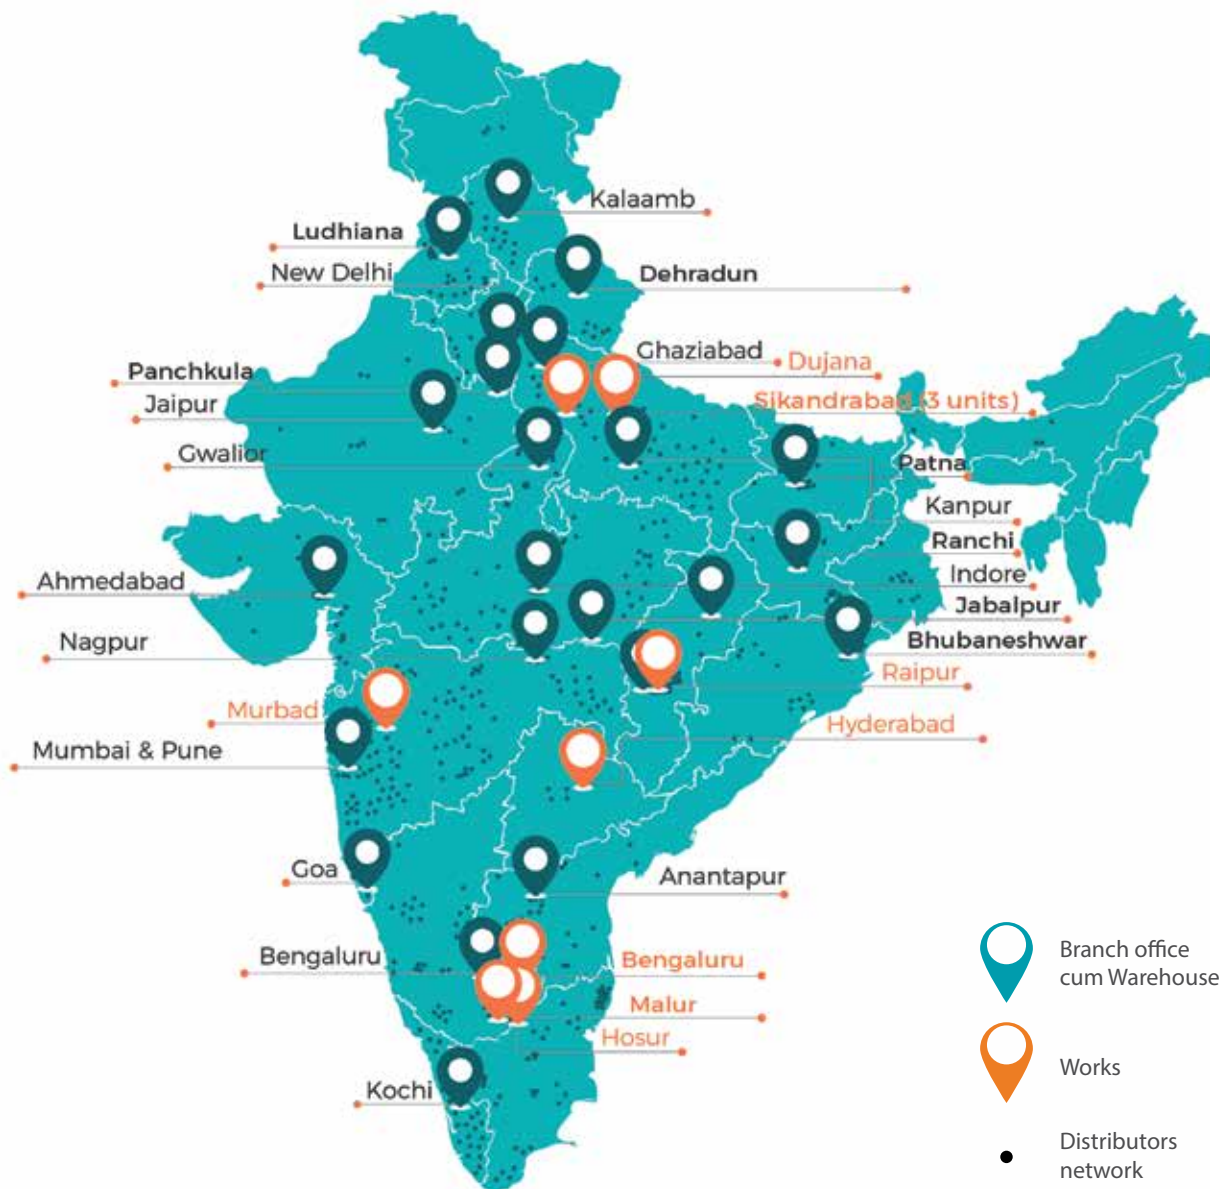 Kalaamb
Ludhiana
New Delhi
Dehradun
Ghaziabad
Dujana
Panchkula
Jaipur
Sikandrabad (3 units)
Gwalior
Patna
Kanpur
Ranchi
Indore
Ahmedabad
Jabalpur
Nagpur
Bhubaneshwar
Raipur
Murbad
Hyderabad
Mumbai & Pune
Goa
Anantapur
Bengaluru
Bengaluru
Malur
Hosur
Kochi
Branch office
cum Warehouse
Works
Distributors
network